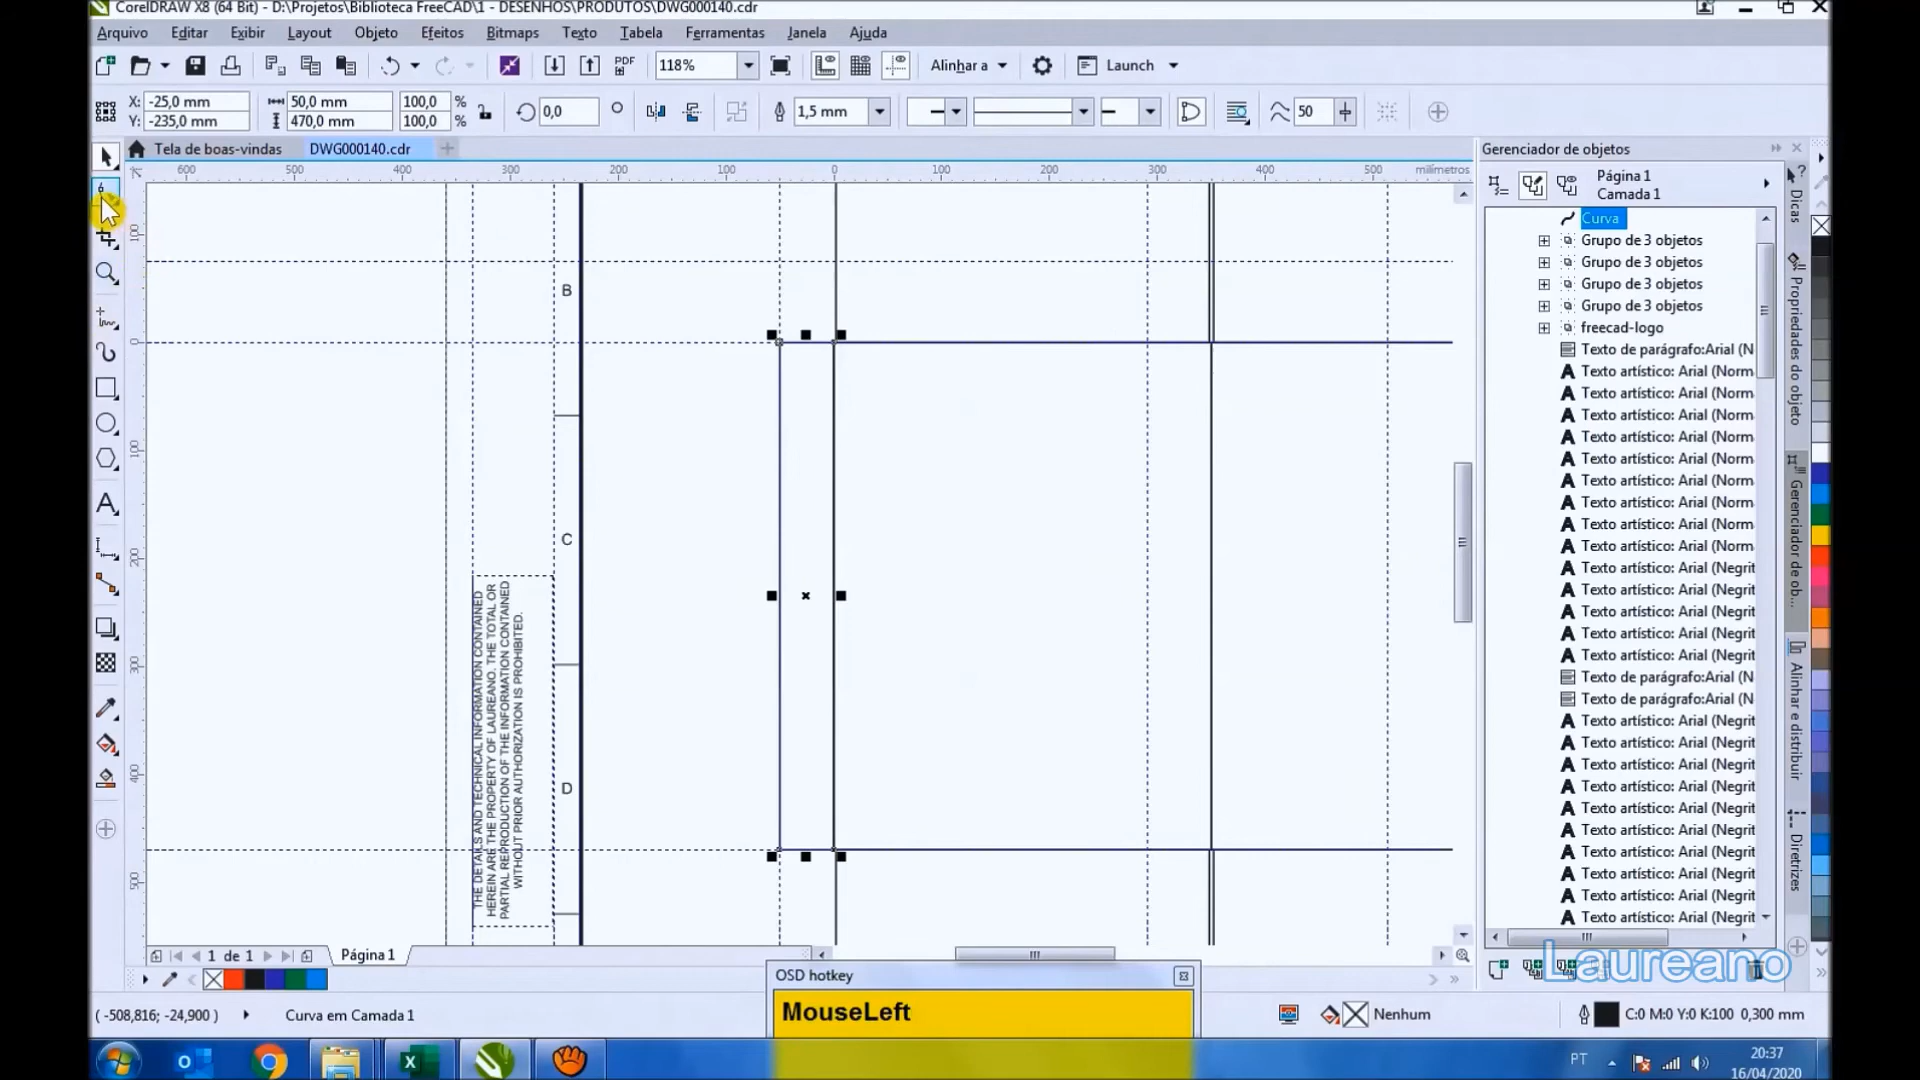 CorelDRAW X8 (64 Bit) - D:\Projetos\Biblioteca FreeCAD\1 - DESENHOS\PRODUTOS\DWG000140.cdr
Arquivo Editar Exibir Layout Objeto Efeitos Bitmaps Texto Tabela Ferramentas Janela Ajuda
PDF 118% Alinhar a Launch
X: -25,0 mm 50,0 mm 100,0 % 0,0 1,5 mm 50
Y: -235,0 mm 470,0 mm 100,0 %
Tela de boas-vindas DWG000140.cdr
600 500 400 300 200 100 0 100 200 300 400 500 milímetros
100
0
100
200
300
400
500
B
C
D
THE DETAILS AND TECHNICAL INFORMATION CONTAINED
HEREIN ARE THE PROPERTY OF LAUREANO. THE TOTAL OR
PARTIAL REPRODUCTION OF THE INFORMATION CONTAINED
WITHOUT PRIOR AUTHORIZATION IS PROHIBITED.
Gerenciador de objetos
Página 1
Camada 1
Curva
Grupo de 3 objetos
Grupo de 3 objetos
Grupo de 3 objetos
Grupo de 3 objetos
freecad-logo
Texto de parágrafo:Arial (N
Texto artístico: Arial (Norm
Texto artístico: Arial (Norm
Texto artístico: Arial (Norm
Texto artístico: Arial (Norm
Texto artístico: Arial (Norm
Texto artístico: Arial (Norm
Texto artístico: Arial (Norm
Texto artístico: Arial (Norm
Texto artístico: Arial (Norm
Texto artístico: Arial (Negrit
Texto artístico: Arial (Negrit
Texto artístico: Arial (Negrit
Texto artístico: Arial (Negrit
Texto artístico: Arial (Negrit
Texto de parágrafo:Arial (N
Texto de parágrafo:Arial (N
Texto artístico: Arial (Negrit
Texto artístico: Arial (Negrit
Texto artístico: Arial (Negrit
Texto artístico: Arial (Negrit
Texto artístico: Arial (Negrit
Texto artístico: Arial (Negrit
Texto artístico: Arial (Negrit
Texto artístico: Arial (Negrit
Texto artístico: Arial (Negrit
Texto artístico: Arial (Negrit
Dicas
Propriedades do objeto
Gerenciador de ob...
Alinhar e distribuir
Diretrizes
Laureano
1 de 1 Página 1
OSD hotkey
MouseLeft
( -508,816; -24,900 ) Curva em Camada 1 Nenhum C:0 M:0 Y:0 K:100 0,300 mm
PT 20:37
16/04/2020